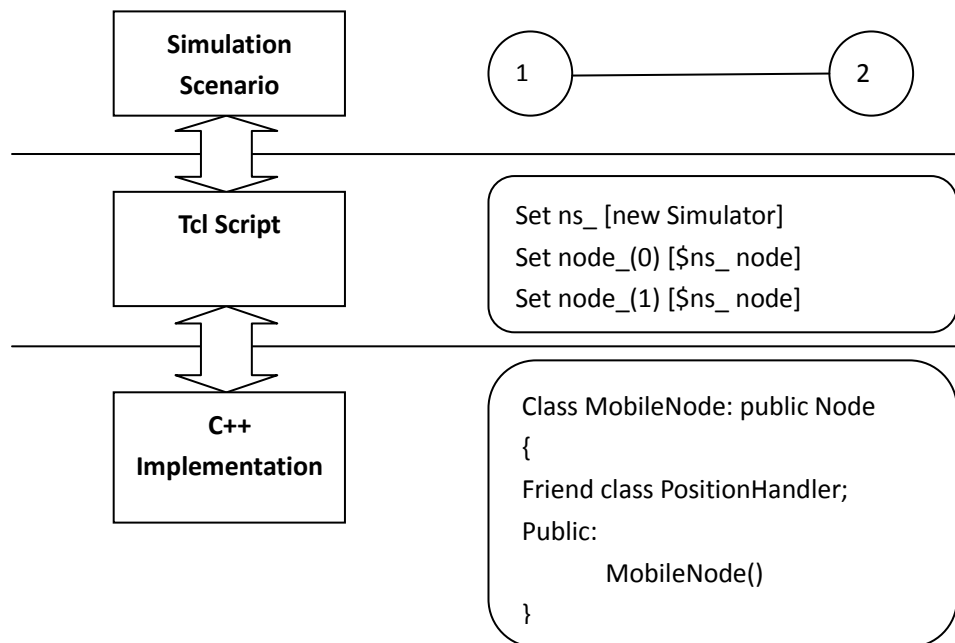 Simulation
Scenario
1
2
Tcl Script
Set ns_ [new Simulator]
Set node_(0) [$ns_ node]
Set node_(1) [$ns_ node]
C++
Implementation
Class MobileNode: public Node
{
Friend class PositionHandler;
Public:
MobileNode()
}